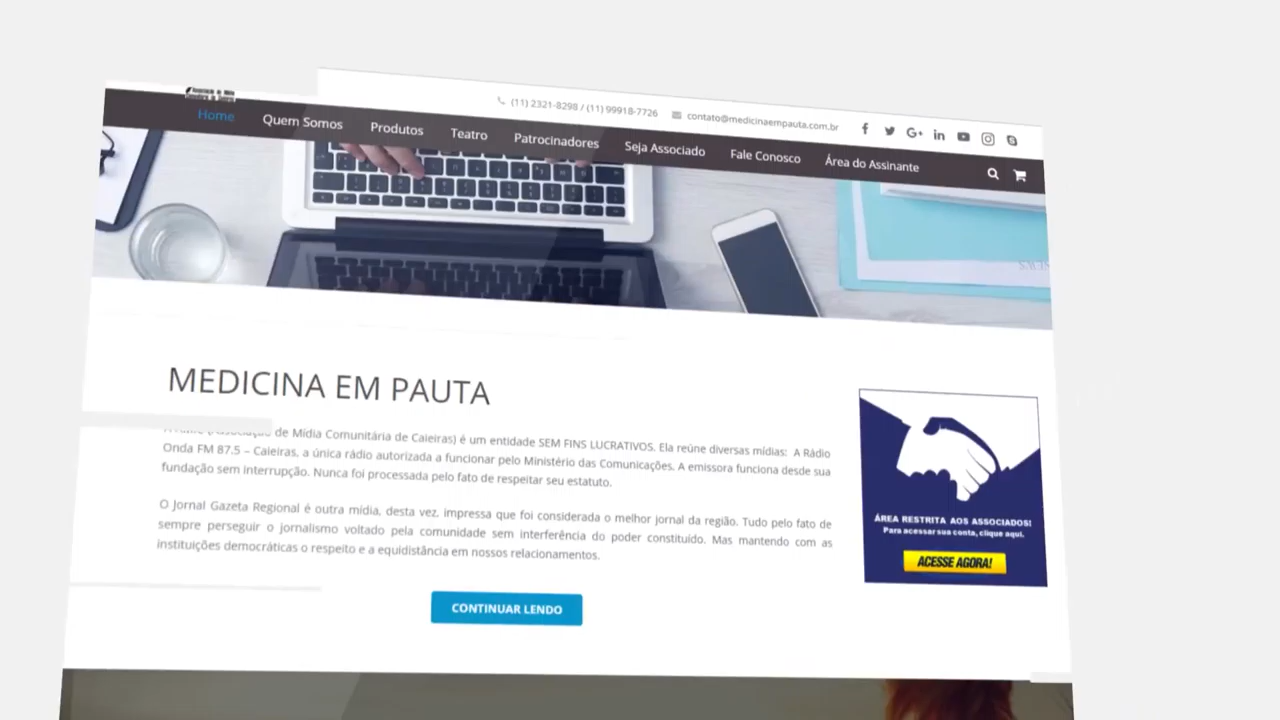 (11) 2321-8298 / (11) 99918-7726
contato@medicinaempauta.com.br
Home Quem Somos Produtos Teatro Patrocinadores Seja Associado Fale Conosco Área do Assinante
MEDICINA EM PAUTA
(Associação de Mídia Comunitária de Caieiras) é um entidade SEM FINS LUCRATIVOS. Ela reúne diversas mídias: A Rádio
Onda FM 87.5 – Caieiras, a única rádio autorizada a funcionar pelo Ministério das Comunicações. A emissora funciona desde sua
fundação sem interrupção. Nunca foi processada pelo fato de respeitar seu estatuto.
O Jornal Gazeta Regional é outra mídia, desta vez, impressa que foi considerada o melhor jornal da região. Tudo pelo fato de
sempre perseguir o jornalismo voltado pela comunidade sem interferência do poder constituído. Mas mantendo com as
instituições democráticas o respeito e a equidistância em nossos relacionamentos.
CONTINUAR LENDO
ÁREA RESTRITA AOS ASSOCIADOS!
Para acessar sua conta, clique aqui.
ACESSE AGORA!